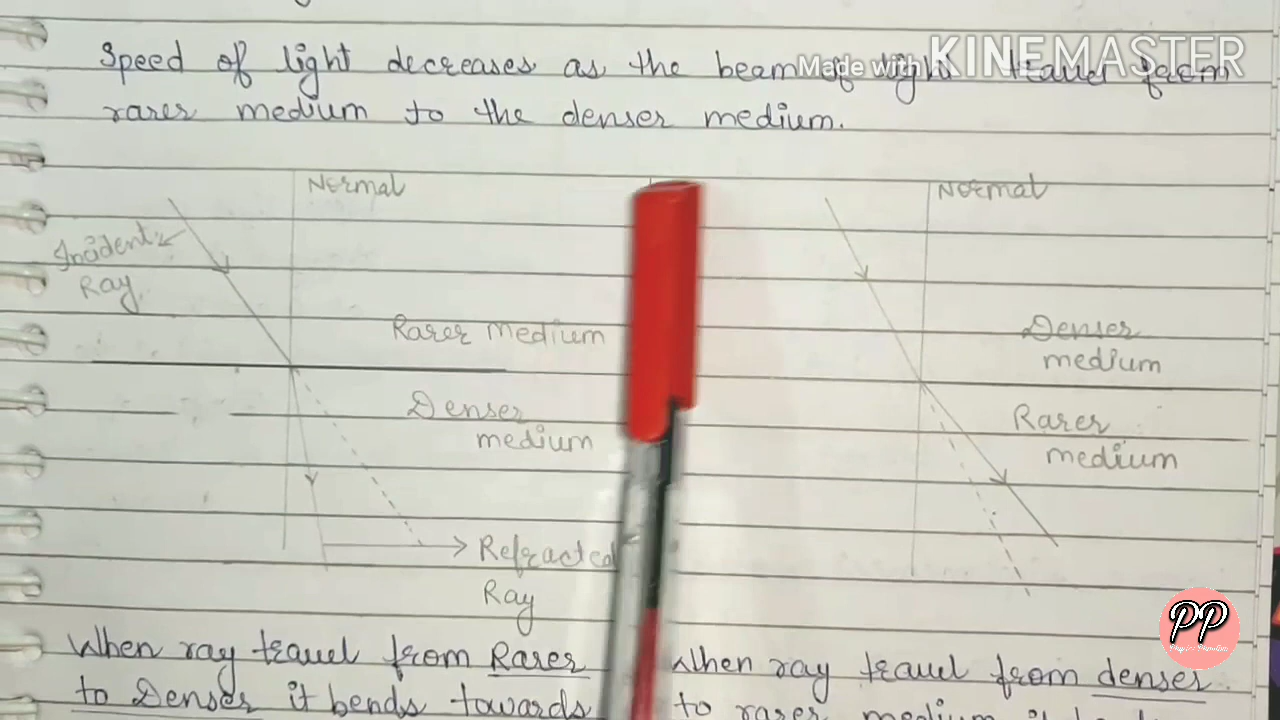 Speed of light decreases as the beam of light travel from
Made with KINEMASTER
rarer medium to the denser medium.
Normal
Incident
Ray
Rarer medium
Denser
medium
Refracted
Ray
Normal
Denser
medium
Rarer
medium
PP
When ray travel from Rarer
to Denser it bends towards
When ray travel from denser
to rarer medium it